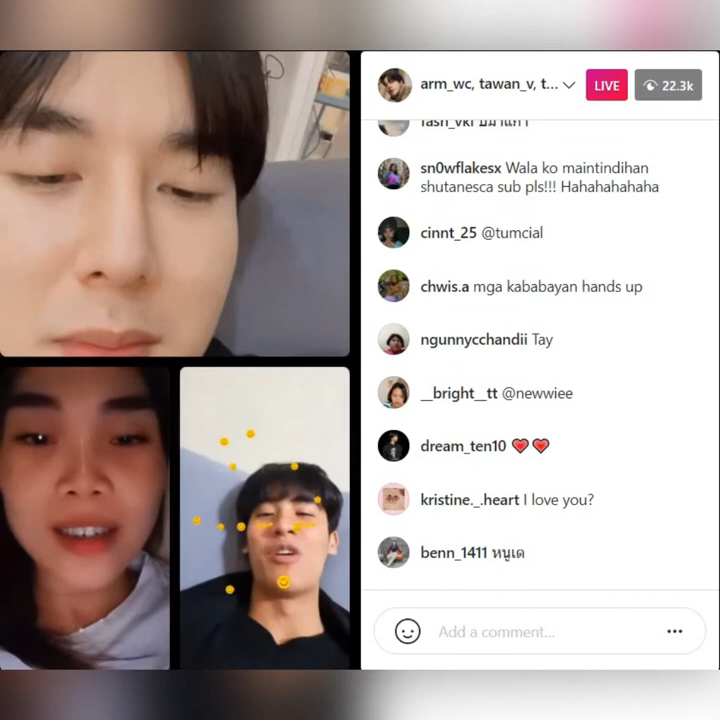 arm_wc, tawan_v, t...
LIVE
22.3k
sn0wflakesx Wala ko maintindihan
shutanesca sub pls!!! Hahahahahaha
cinnt_25 @tumcial
chwis.a mga kababayan hands up
ngunnycchandii Tay
__bright__tt @newwiee
dream_ten10 ❤️❤️
kristine._.heart I love you?
benn_1411 หนูเด
Add a comment...